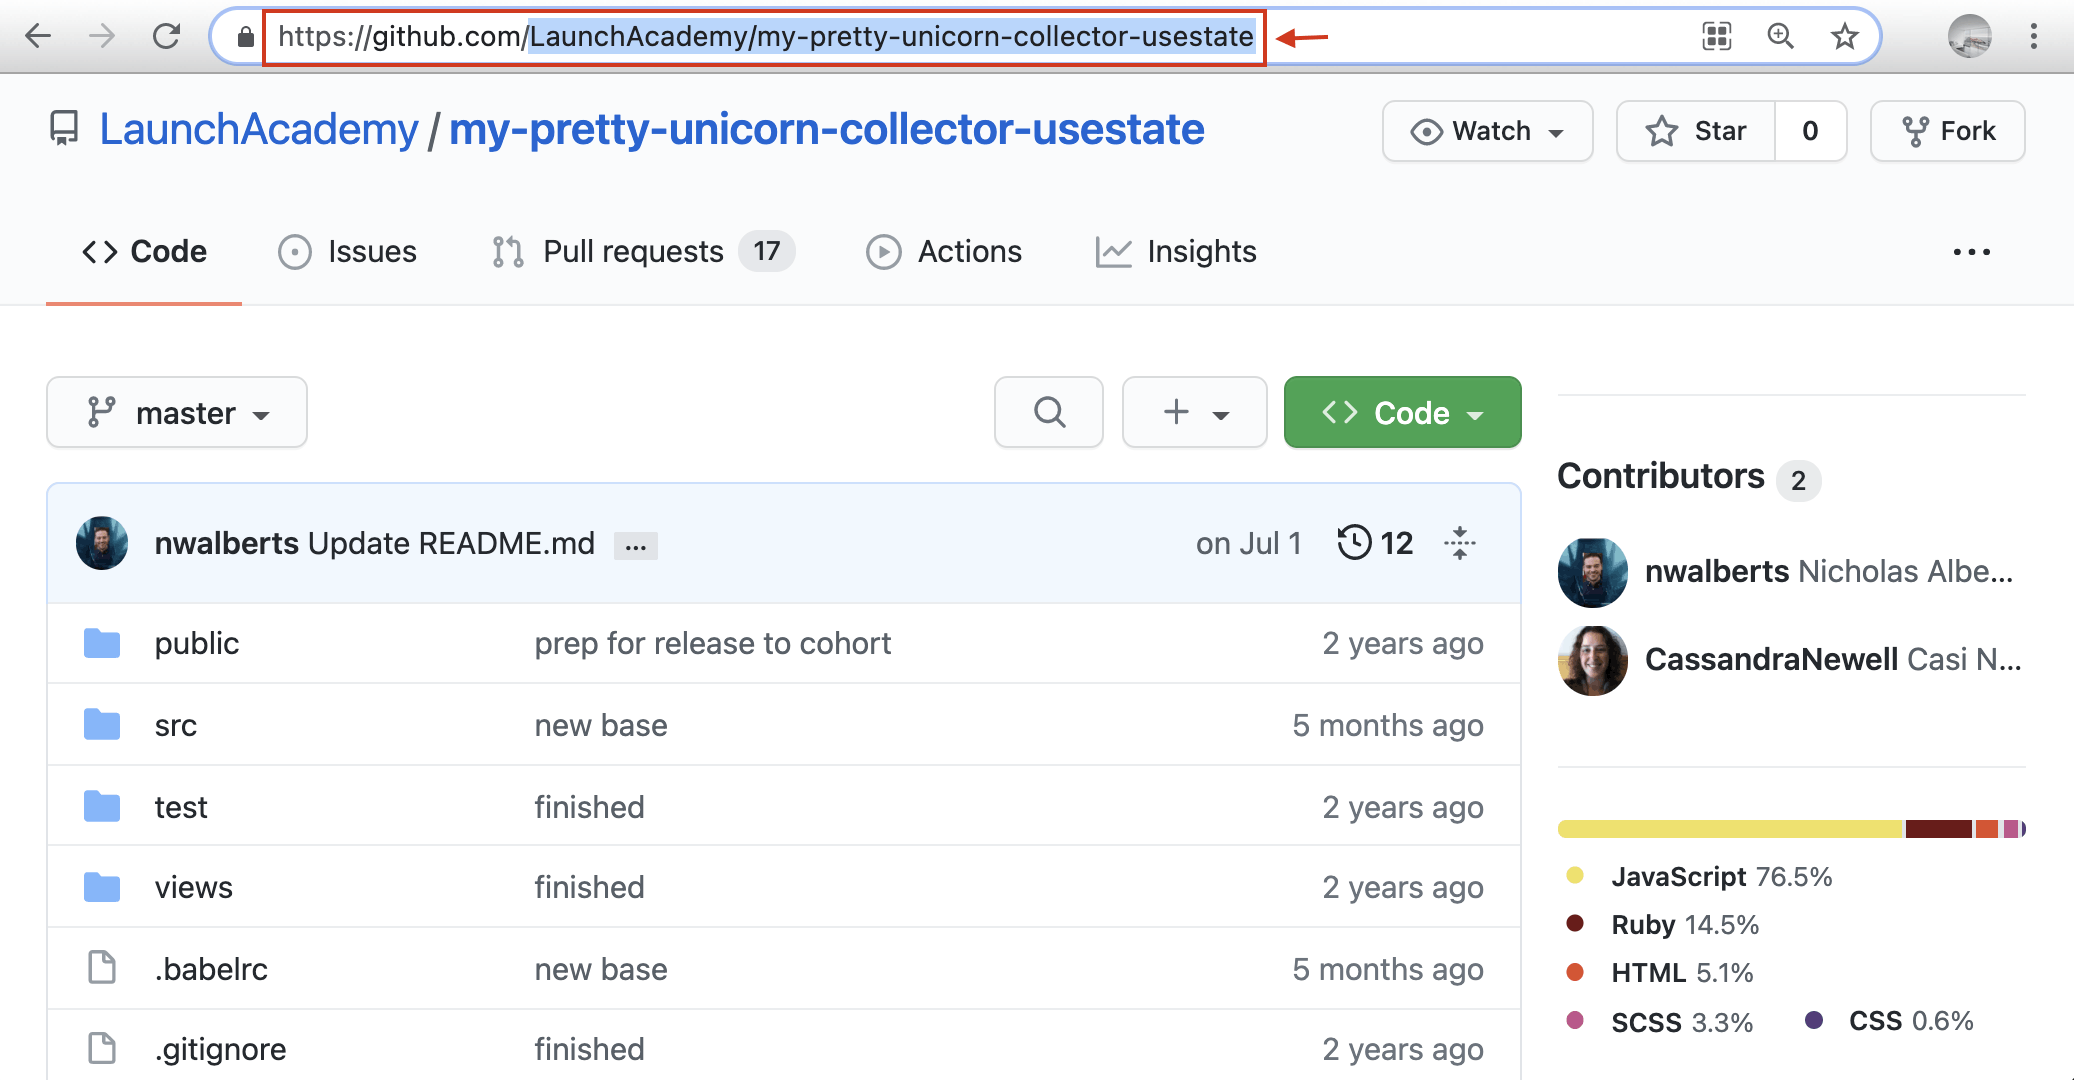 https://github.com/LaunchAcademy/my-pretty-unicorn-collector-usestate
LaunchAcademy / my-pretty-unicorn-collector-usestate
Watch
Star 0
Fork
Code
Issues
Pull requests 17
Actions
Insights
master
Code
nwalberts Update README.md ...
on Jul 1
12
public prep for release to cohort 2 years ago
src new base 5 months ago
test finished 2 years ago
views finished 2 years ago
.babelrc new base 5 months ago
.gitignore finished 2 years ago
Contributors 2
nwalberts Nicholas Albe...
CassandraNewell Casi N...
JavaScript 76.5%
Ruby 14.5%
HTML 5.1%
SCSS 3.3%
CSS 0.6%